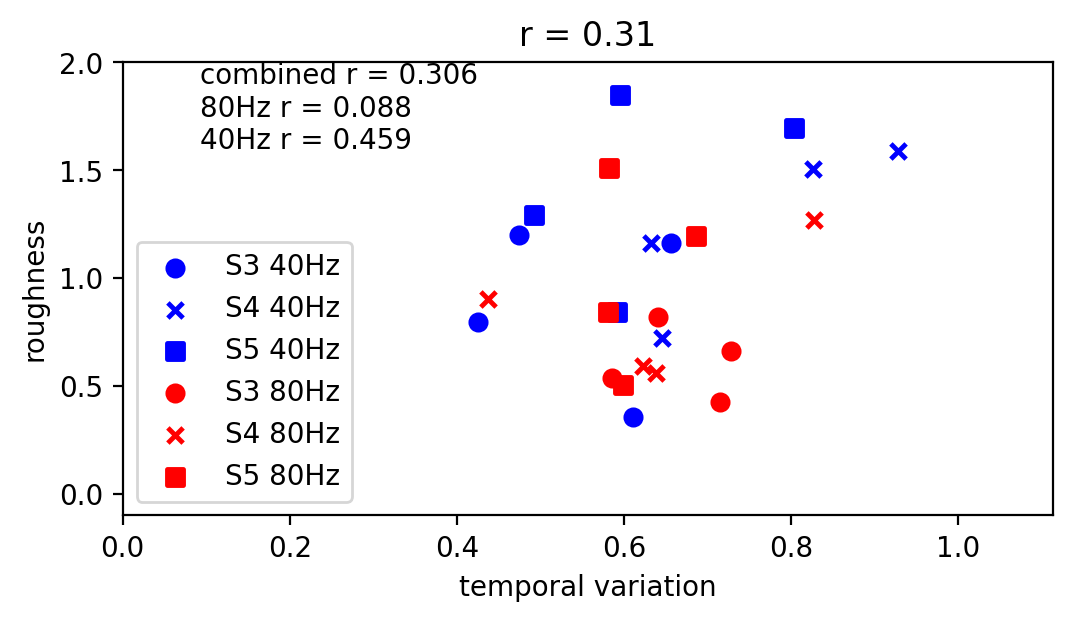 r = 0.31
combined r = 0.306
80Hz r = 0.088
40Hz r = 0.459
2.0
1.5
1.0
0.5
0.0
roughness
S3 40Hz
S4 40Hz
S5 40Hz
S3 80Hz
S4 80Hz
S5 80Hz
0.0 0.2 0.4 0.6 0.8 1.0
temporal variation